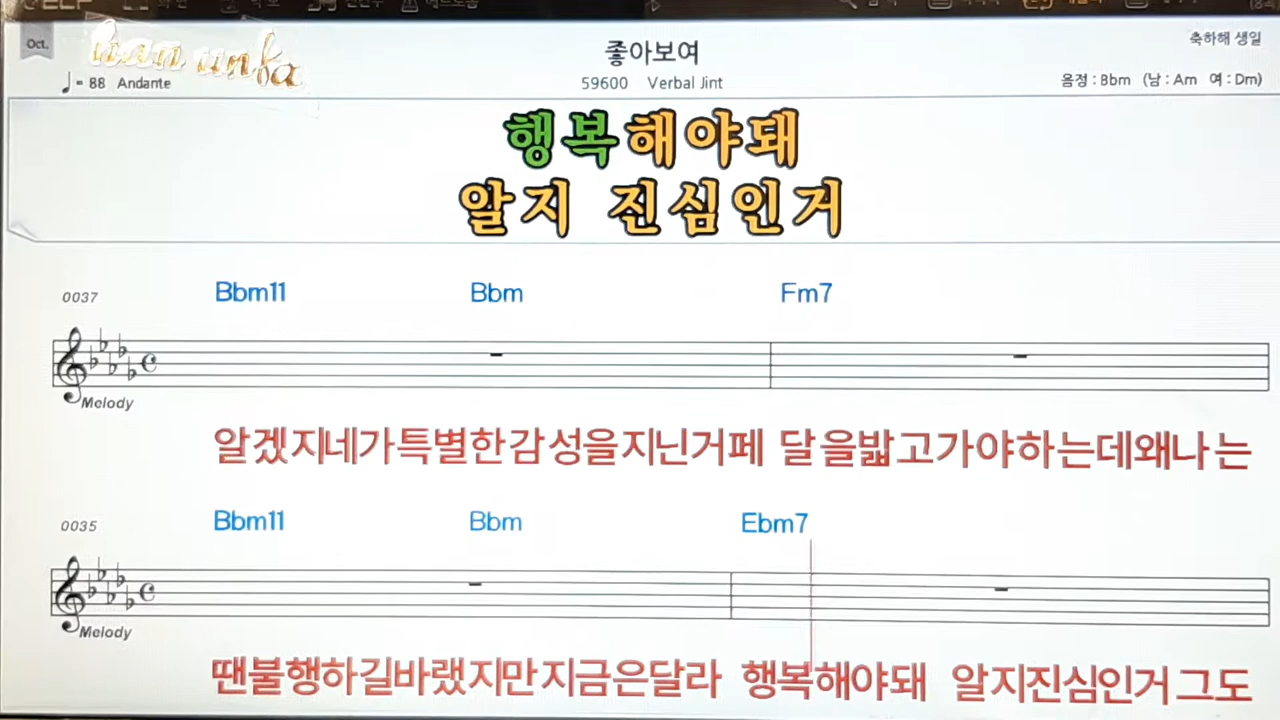 Oct.
han unfa
좋아보여
축하해 생일
♩= 88 Andante
59600 Verbal Jint
음정 : Bbm (남 : Am 여 : Dm)
행복해야돼
알지 진심인거
0037 Bbm11 Bbm Fm7
Melody
알겠지네가특별한감성을지닌거페 달을밟고가야하는데왜나는
0035 Bbm11 Bbm Ebm7
Melody
땐불행하길바랬지만지금은달라 행복해야돼 알지진심인거그도